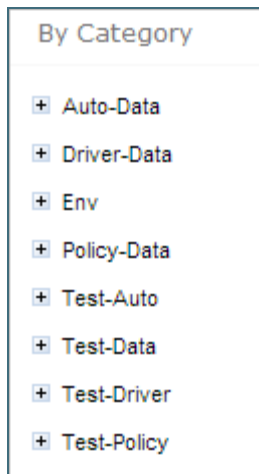 By Category
Auto-Data
Driver-Data
Env
Policy-Data
Test-Auto
Test-Data
Test-Driver
Test-Policy